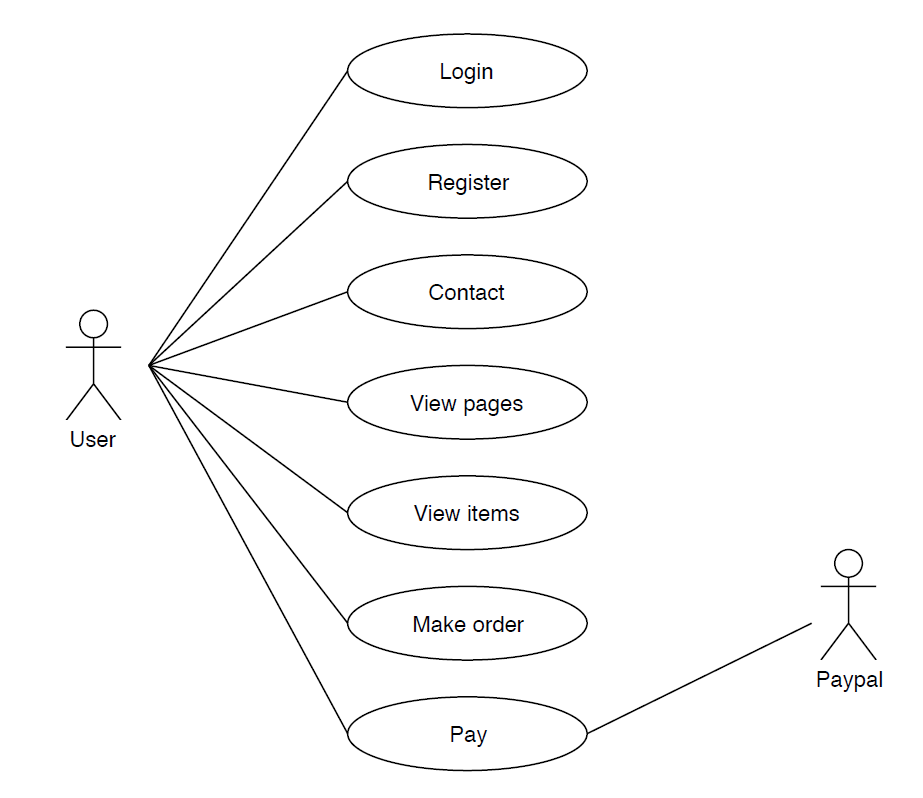 Login
Register
Contact
View pages
User
View items
Make order
Paypal
Pay